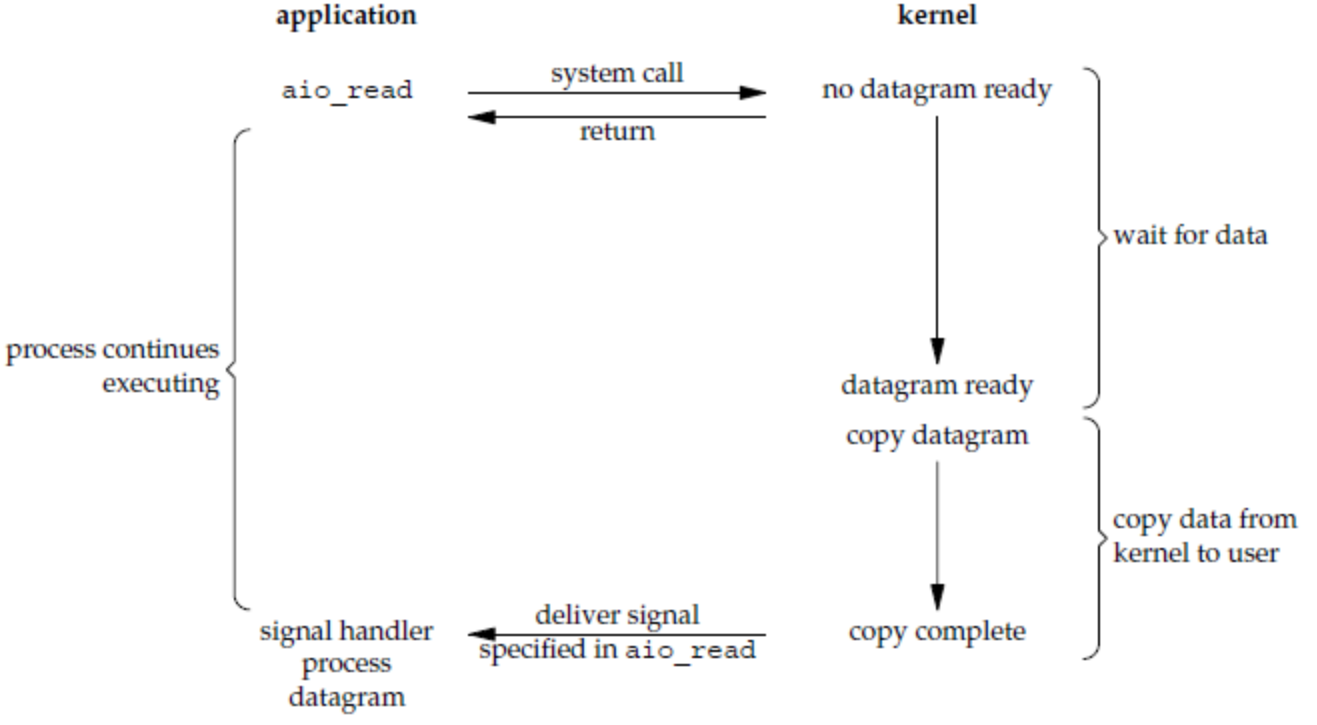 application
kernel
aio_read
system call
no datagram ready
return
wait for data
process continues
executing
datagram ready
copy datagram
copy data from
kernel to user
signal handler
deliver signal
copy complete
specified in aio_read
process
datagram